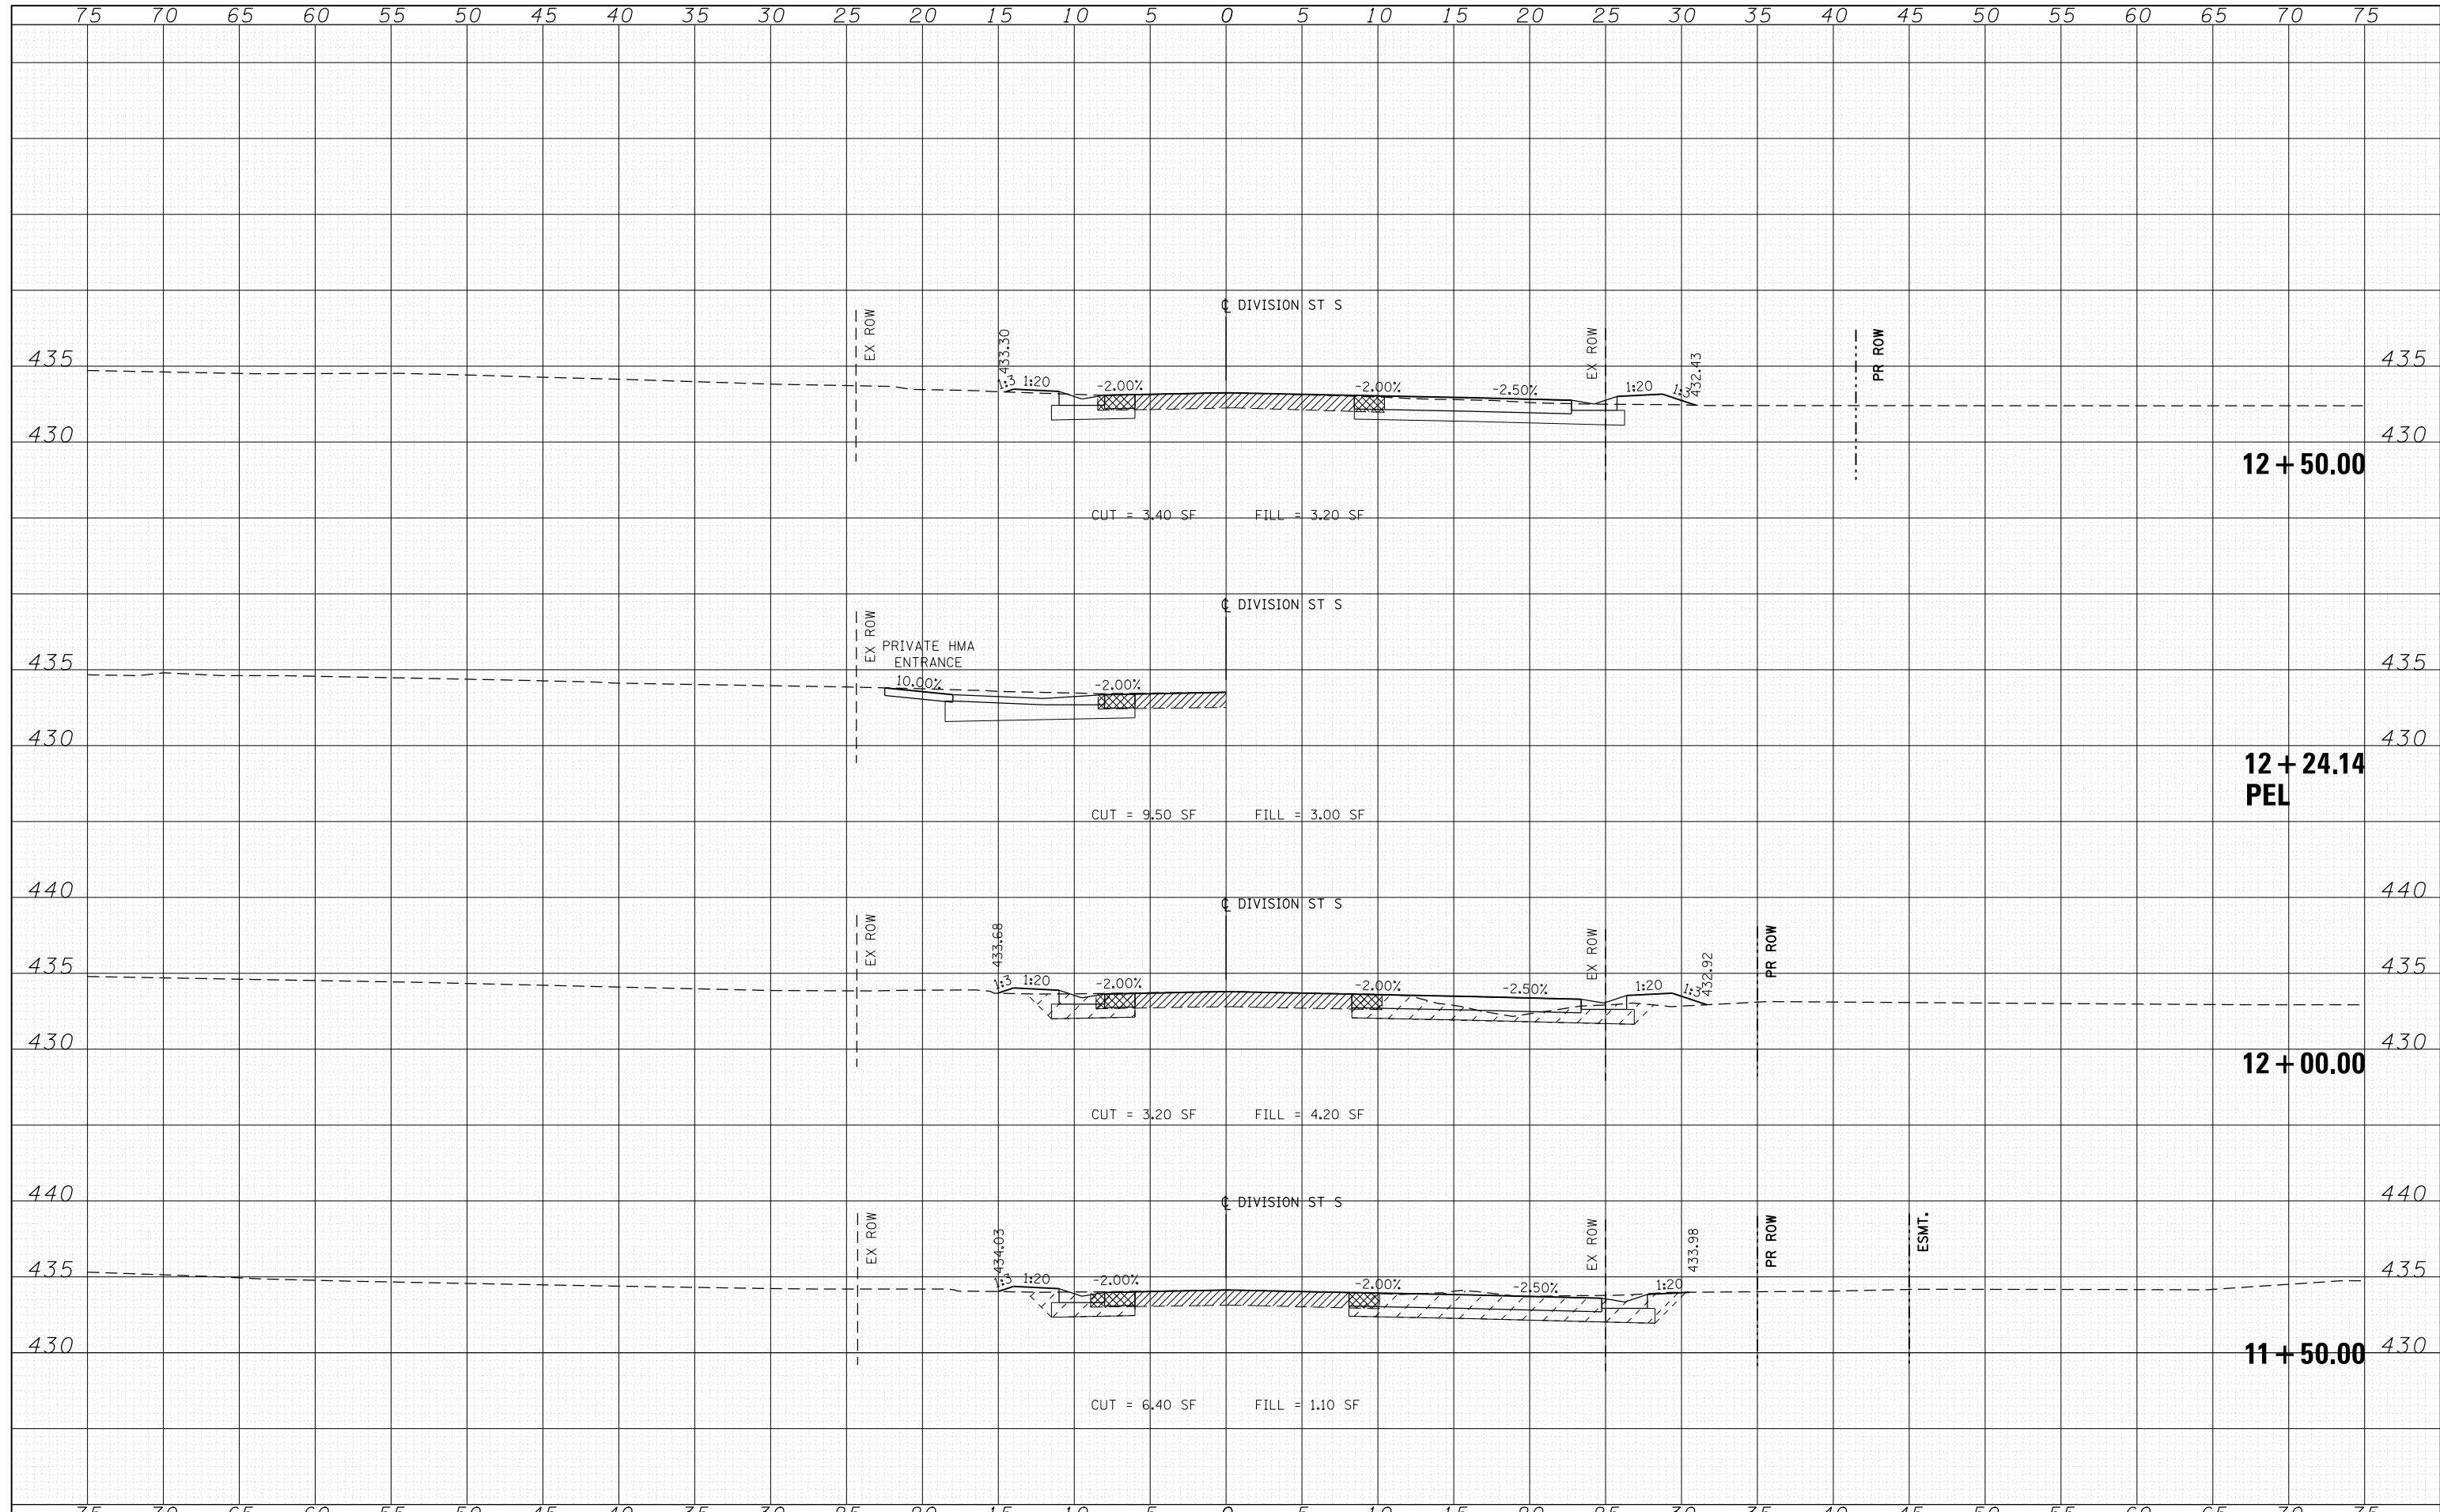 75 70 65 60 55 50 45 40 35 30 25 20 15 10 5 0 5 10 15 20 25 30 35 40 45 50 55 60 65 70 75
℄ DIVISION ST S
EX ROW
433.30
EX ROW
432.43
PR ROW
435
1:3 1:20 -2.00% -2.00% -2.50% 1:20 1:3
435
430
430
12+50.00
CUT = 3.40 SF FILL = 3.20 SF
℄ DIVISION ST S
EX ROW
PRIVATE HMA
ENTRANCE
435
10.00% -2.00%
435
430
430
12+24.14
PEL
CUT = 9.50 SF FILL = 3.00 SF
440
440
℄ DIVISION ST S
EX ROW
433.68
EX ROW
432.92
PR ROW
435
1:3 1:20 -2.00% -2.00% -2.50% 1:20 1:3
435
430
430
12+00.00
CUT = 3.20 SF FILL = 4.20 SF
440
440
℄ DIVISION ST S
EX ROW
434.03
EX ROW
433.98
PR ROW
ESMT.
435
1:3 1:20 -2.00% -2.00% -2.50% 1:20
435
430
430
11+50.00
CUT = 6.40 SF FILL = 1.10 SF
75 70 65 60 55 50 45 40 35 30 25 20 15 10 5 0 5 10 15 20 25 30 35 40 45 50 55 60 65 70 75